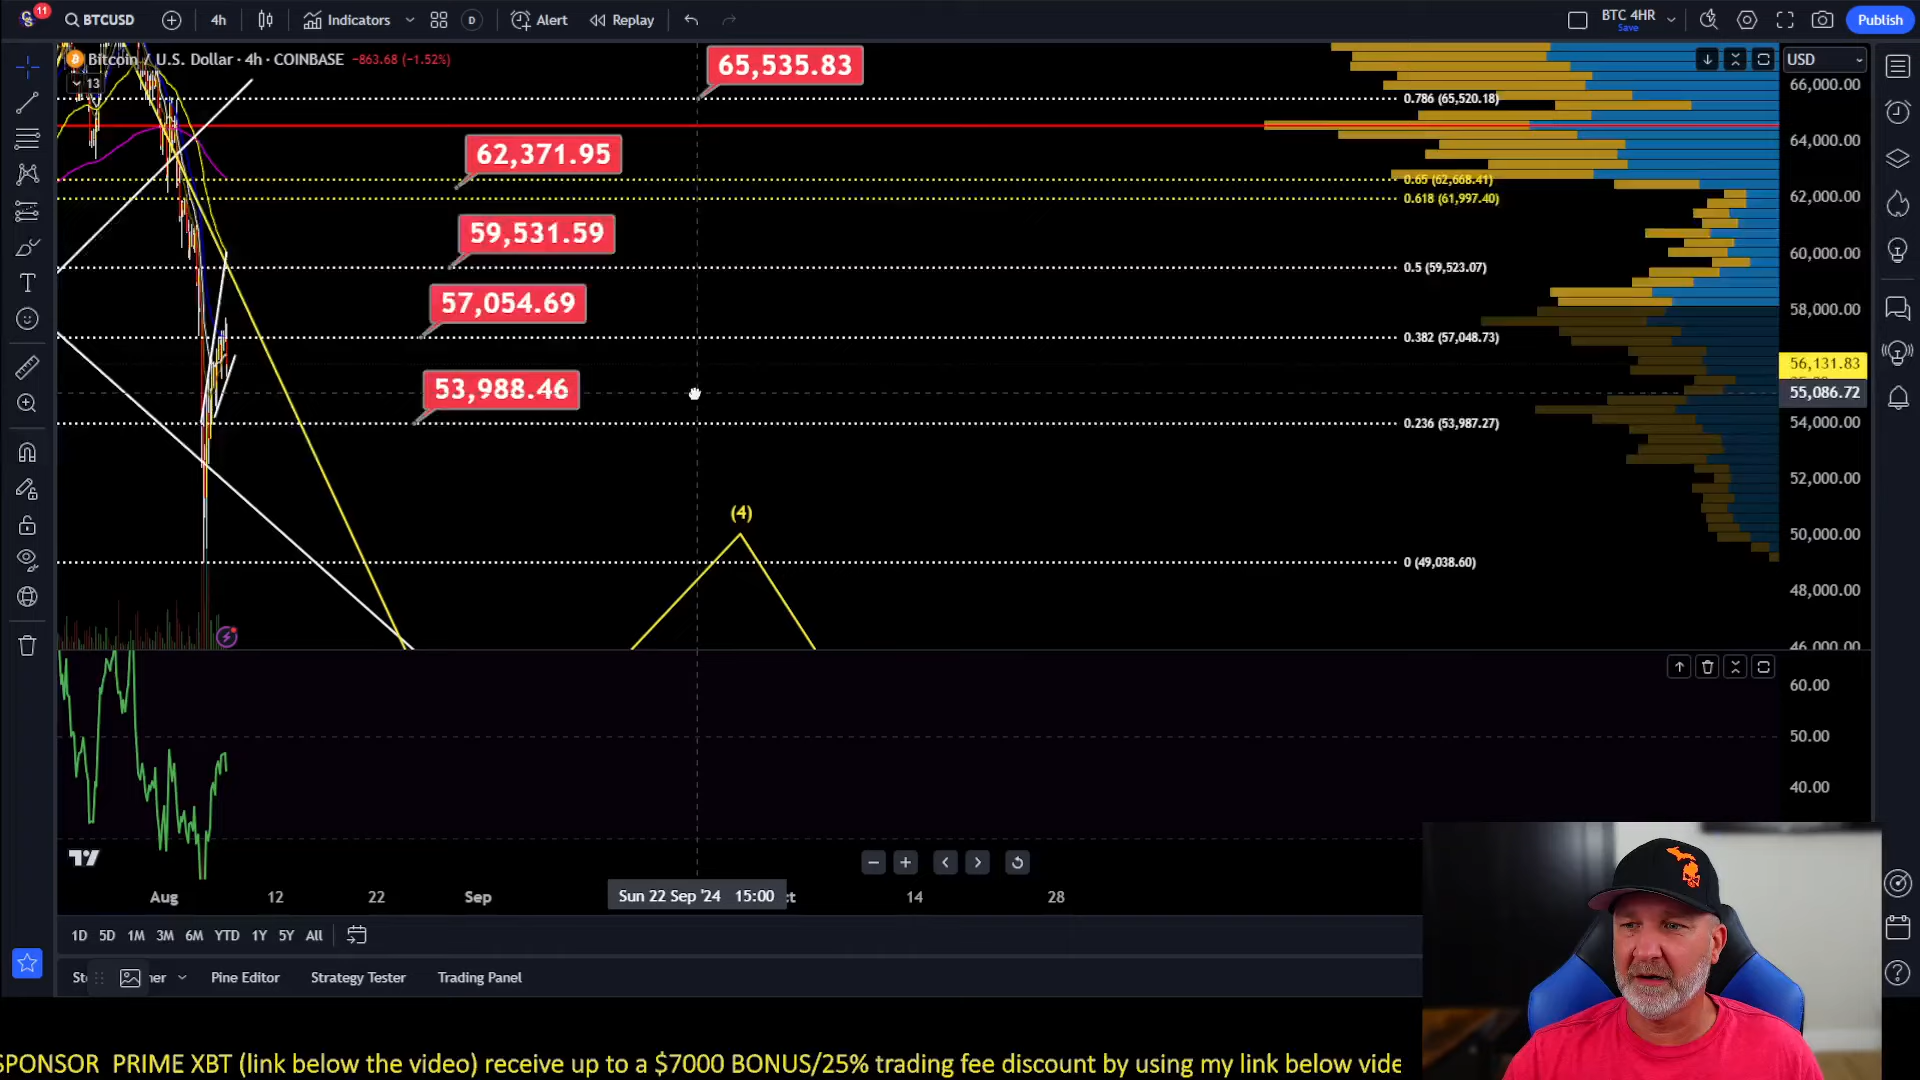 11
BTCUSD
4h
Indicators
D
Alert
Replay
BTC 4HR
Save
Publish
Bitcoin / U.S. Dollar · 4h · COINBASE −863.68 (−1.52%)
13
USD
65,535.83
62,371.95
59,531.59
57,054.69
53,988.46
0.786 (65,520.18)
0.65 (62,668.41)
0.618 (61,997.40)
0.5 (59,523.07)
0.382 (57,048.73)
0.236 (53,987.27)
0 (49,038.60)
(4)
66,000.00
64,000.00
62,000.00
60,000.00
58,000.00
56,131.83
55,086.72
54,000.00
52,000.00
50,000.00
48,000.00
46,000.00
60.00
50.00
40.00
Aug
12
22
Sep
Sun 22 Sep '24 15:00
ct
14
28
1D 5D 1M 3M 6M YTD 1Y 5Y All
St
ner
Pine Editor
Strategy Tester
Trading Panel
SPONSOR PRIME XBT (link below the video) receive up to a $7000 BONUS/25% trading fee discount by using my link below vide